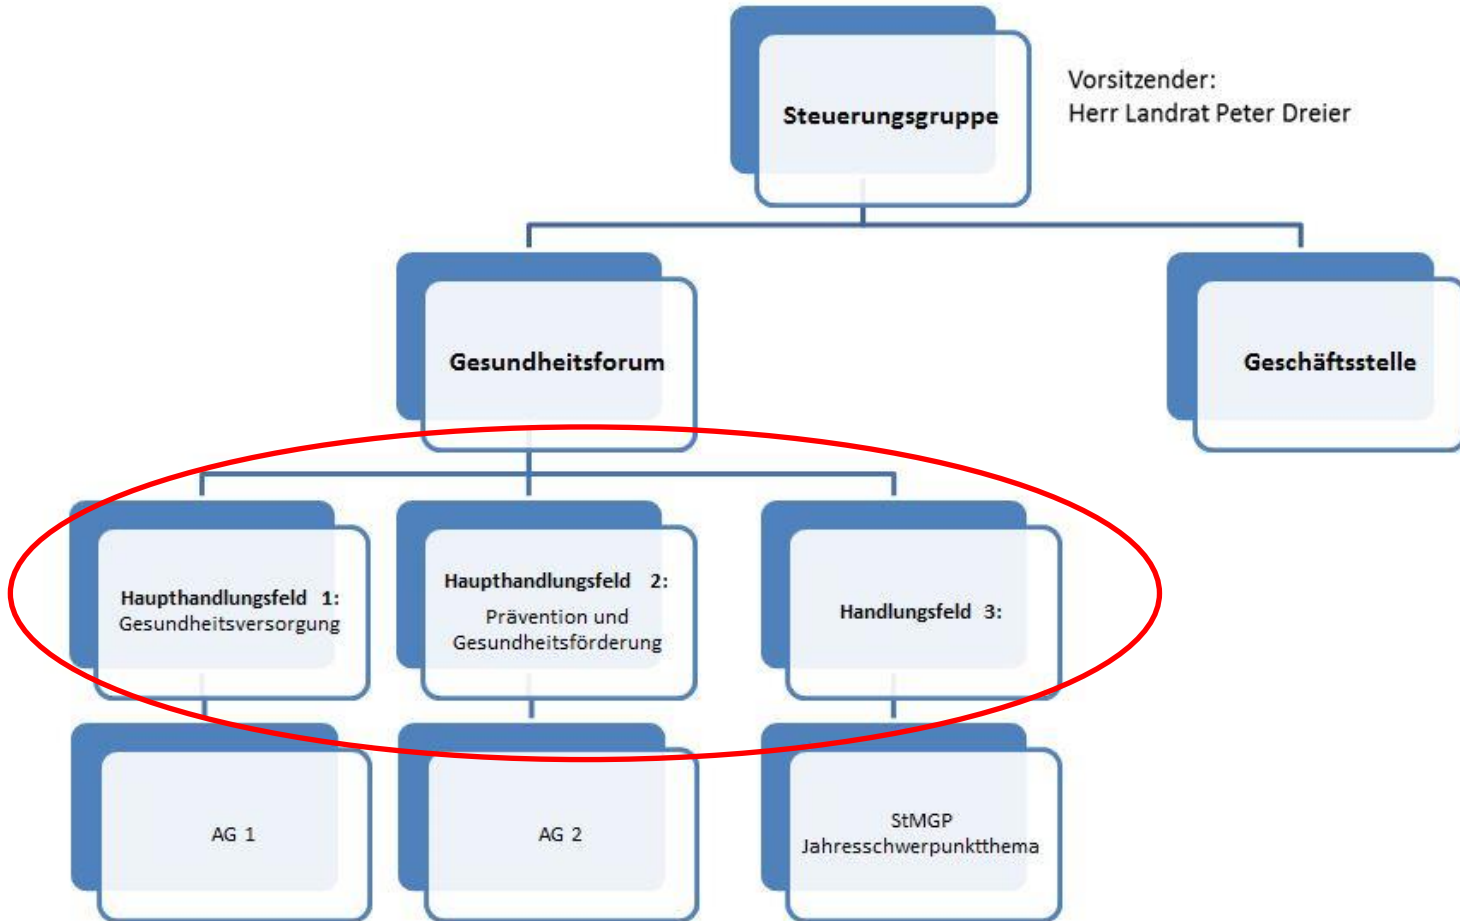 Steuerungsgruppe
Vorsitzender:
Herr Landrat Peter Dreier
Gesundheitsforum
Geschäftsstelle
Haupthandlungsfeld 1:
Gesundheitsversorgung
Haupthandlungsfeld 2:
Prävention und
Gesundheitsförderung
Handlungsfeld 3:
AG 1
AG 2
StMGP
Jahresschwerpunktthema